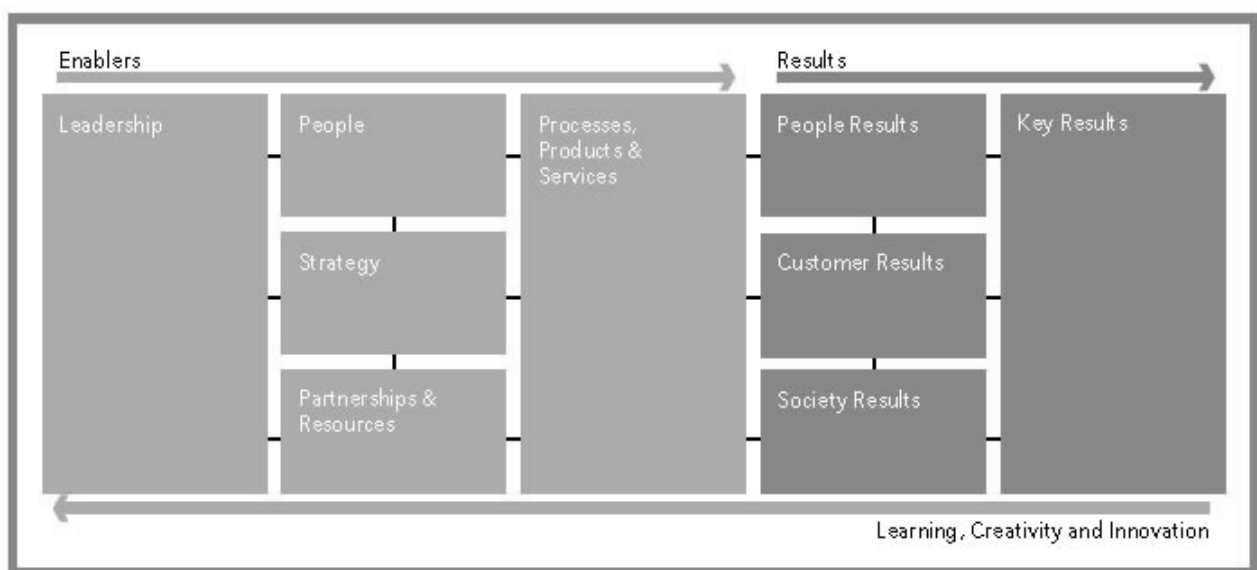 Enablers
Results
Leadership
People
Processes,
Products &
Services
People Results
Key Results
Strategy
Customer Results
Partnerships &
Resources
Society Results
Learning, Creativity and Innovation